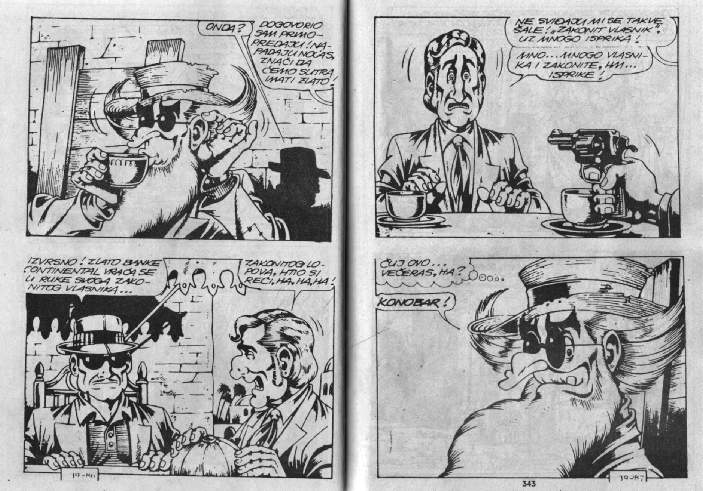 ONDA?
DOGOVORIO
SAM PRIMO-
PREDAJU! NA-
PADAJU NOĆAS,
ZNAČI DA
ĆEMO SUTRA
IMATI ZLATO!
IZVRSNO! ZLATO BANKE
CONTINENTAL VRAĆA SE
U RUKE SVOGA ZAKO-
NITOG VLASNIKA...
ZAKONITOG LO-
POVA, HTIO SI
REĆI, HA, HA, HA!
NE SVIĐAJU MI SE TAKVE
ŠALE! „ZAKONIT VLASNIK",
UZ MNOGO ISPRIKA!
MNO... MNOGO VLASNI-
KA I ZAKONITE, HM...
ISPRIKE!
ČUJ OVO...
VEČERAS, HA?
KONOBAR!
343